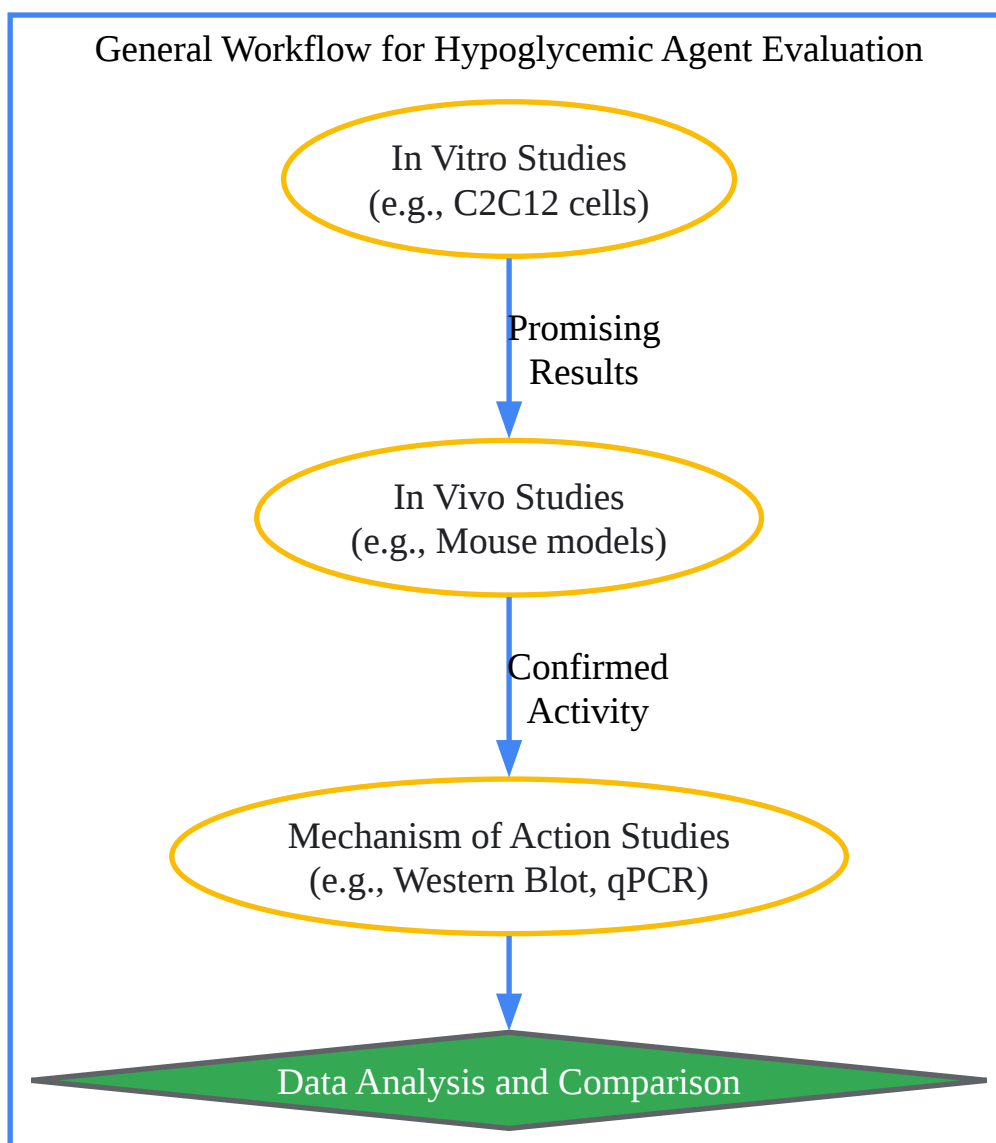 General Workflow for Hypoglycemic Agent Evaluation
In Vitro Studies
(e.g., C2C12 cells)
Promising
Results
In Vivo Studies
(e.g., Mouse models)
Confirmed
Activity
Mechanism of Action Studies
(e.g., Western Blot, qPCR)
Data Analysis and Comparison